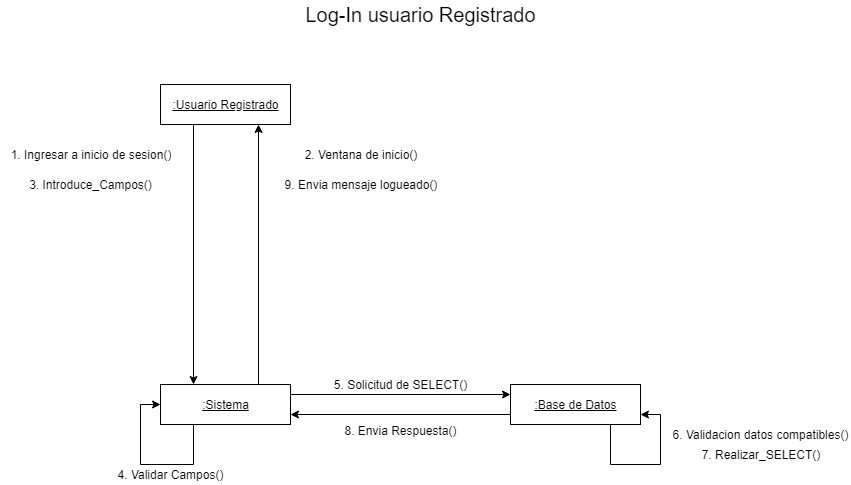 Log-In usuario Registrado
:Usuario Registrado
1. Ingresar a inicio de sesion()
2. Ventana de inicio()
3. Introduce_Campos()
9. Envia mensaje logueado()
5. Solicitud de SELECT()
:Sistema
:Base de Datos
8. Envia Respuesta()
6. Validacion datos compatibles()
7. Realizar_SELECT()
4. Validar Campos()